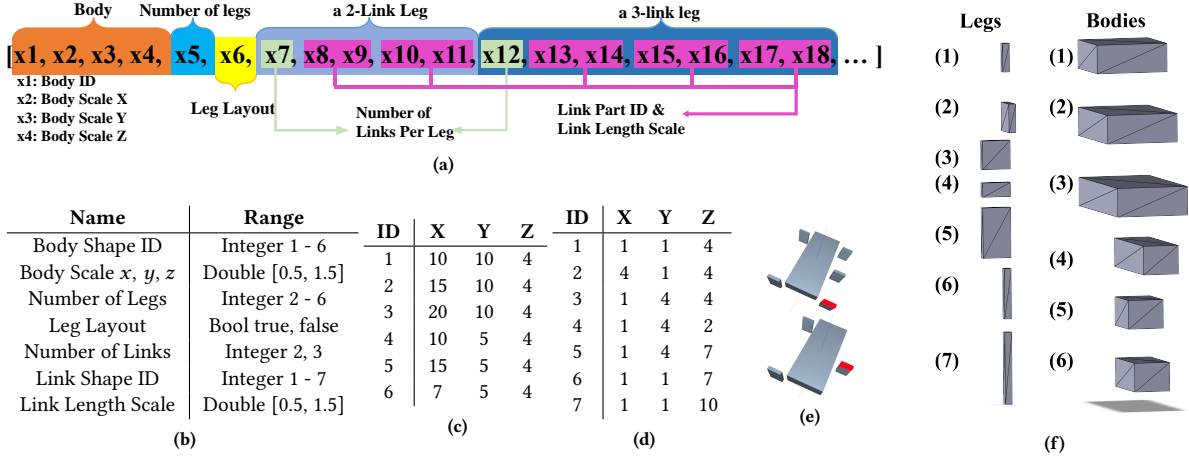 Body
Number of legs
a 2-Link Leg
a 3-link leg
[x1, x2, x3, x4, x5, x6, x7, x8, x9, x10, x11, x12, x13, x14, x15, x16, x17, x18, ... ]
x1: Body ID
x2: Body Scale X
x3: Body Scale Y
x4: Body Scale Z
Leg Layout
Number of
Links Per Leg
Link Part ID &
Link Length Scale
(a)
Name Range
Body Shape ID Integer 1 - 6
Body Scale x, y, z Double [0.5, 1.5]
Number of Legs Integer 2 - 6
Leg Layout Bool true, false
Number of Links Integer 2, 3
Link Shape ID Integer 1 - 7
Link Length Scale Double [0.5, 1.5]
(b)
ID X Y Z
1 10 10 4
2 15 10 4
3 20 10 4
4 10 5 4
5 15 5 4
6 7 5 4
(c)
ID X Y Z
1 1 1 4
2 4 1 4
3 1 4 4
4 1 4 2
5 1 4 7
6 1 1 7
7 1 1 10
(d)
(e)
Legs
(1)
(2)
(3)
(4)
(5)
(6)
(7)
Bodies
(1)
(2)
(3)
(4)
(5)
(6)
(f)